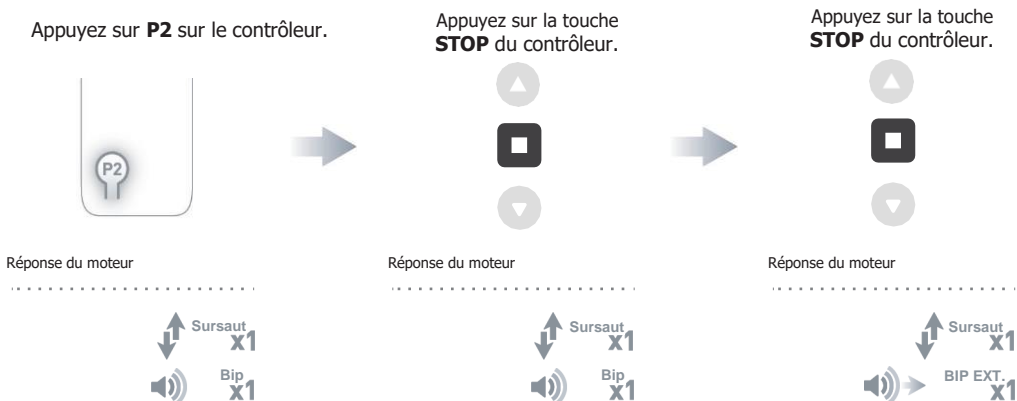 Appuyez sur P2 sur le contrôleur.
P2
Réponse du moteur
Sursaut
x1
Bip
x1
Appuyez sur la touche
STOP du contrôleur.
Réponse du moteur
Sursaut
x1
Bip
x1
Appuyez sur la touche
STOP du contrôleur.
Réponse du moteur
Sursaut
x1
BIP EXT.
x1